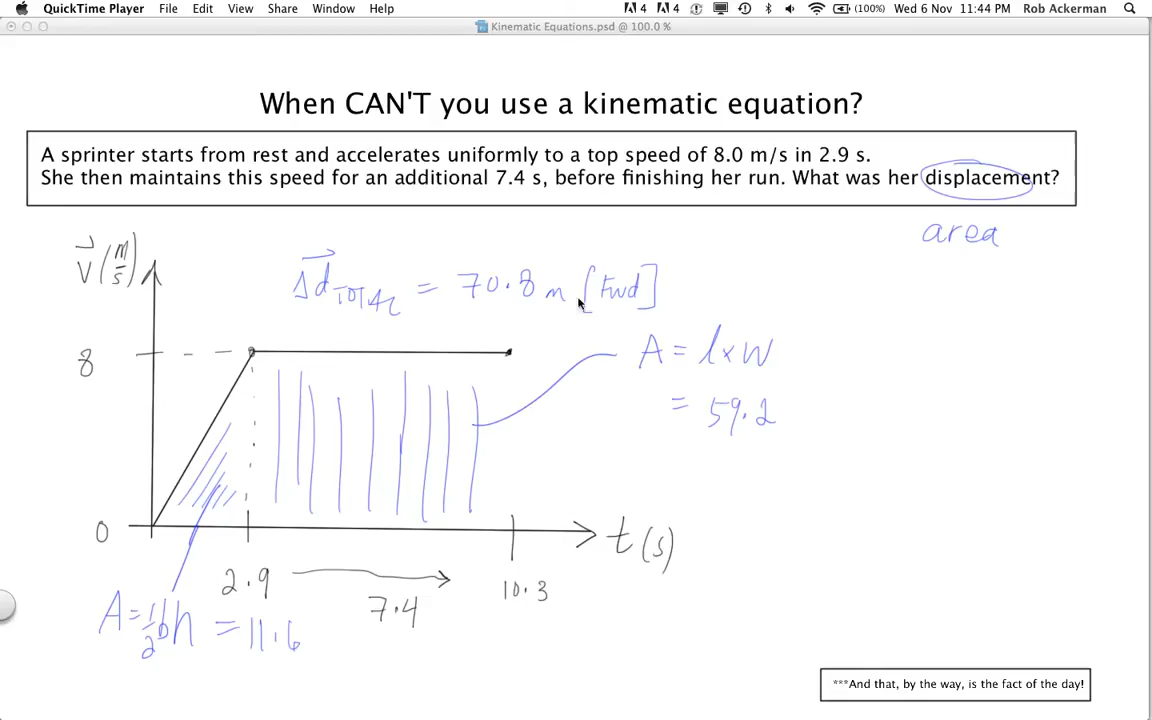 QuickTime Player File Edit View Share Window Help 4 4 (100%) Wed 6 Nov 11:44 PM Rob Ackerman
Kinematic Equations.psd @ 100.0 %
When CAN'T you use a kinematic equation?
A sprinter starts from rest and accelerates uniformly to a top speed of 8.0 m/s in 2.9 s.
She then maintains this speed for an additional 7.4 s, before finishing her run. What was her displacement?
area
V (m/s)
Δd TOTAL = 70.8 m [Fwd]
8
A = l x w
= 59.2
0
t (s)
2.9
7.4
10.3
A = 1/2 bh = 11.6
***And that, by the way, is the fact of the day!